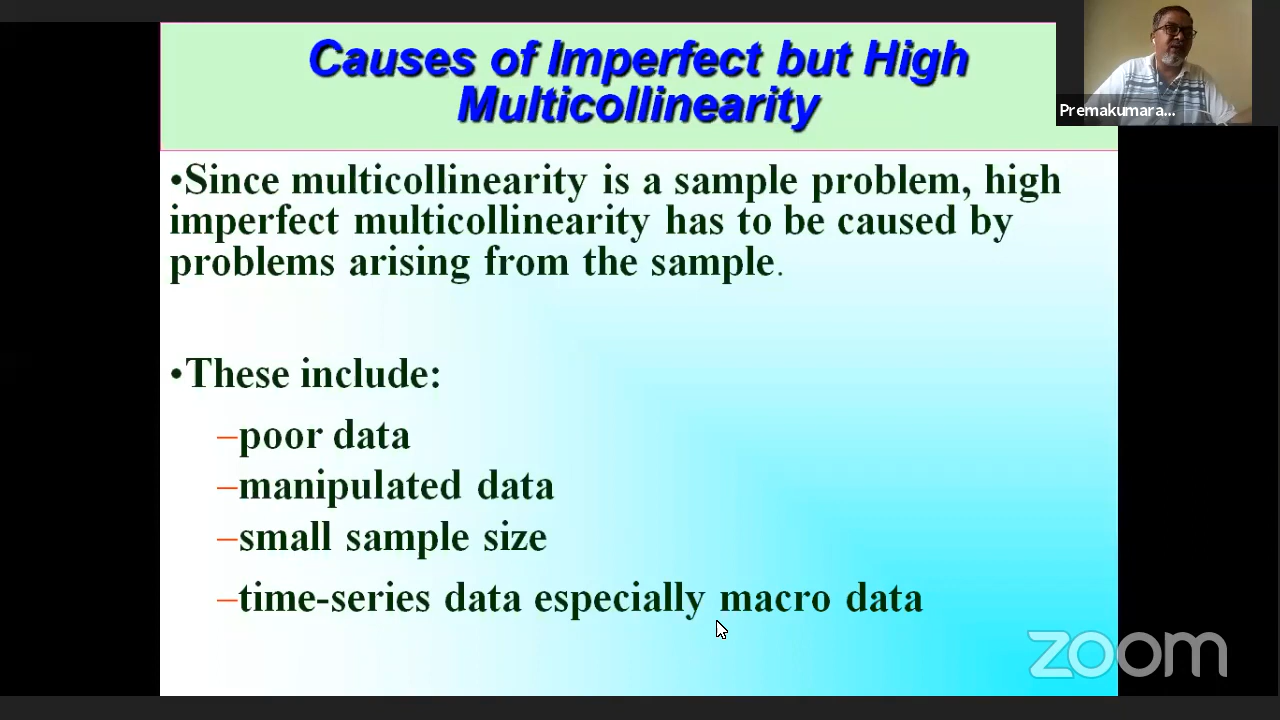 Causes of Imperfect but High
Multicollinearity
Premakumara...
•Since multicollinearity is a sample problem, high
imperfect multicollinearity has to be caused by
problems arising from the sample.
•These include:
–poor data
–manipulated data
–small sample size
–time-series data especially macro data
zoom